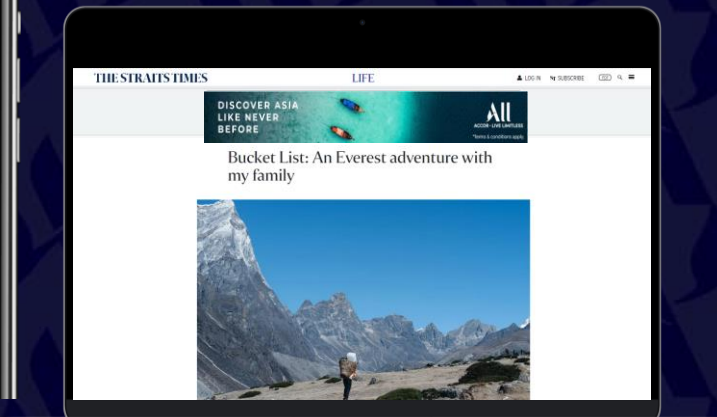 THE STRAITS TIMES
LIFE
LOG IN
SUBSCRIBE
DISCOVER ASIA
LIKE NEVER
BEFORE
ALL
ACCOR - LIVE LIMITLESS
*Terms & conditions apply
Bucket List: An Everest adventure with
my family